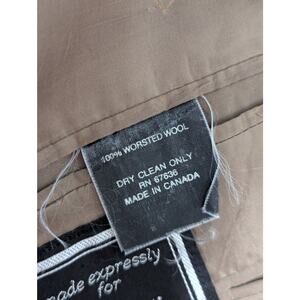 100% WORSTED WOOL
DRY CLEAN ONLY
RN 67636
MADE IN CANADA
made expressly
for